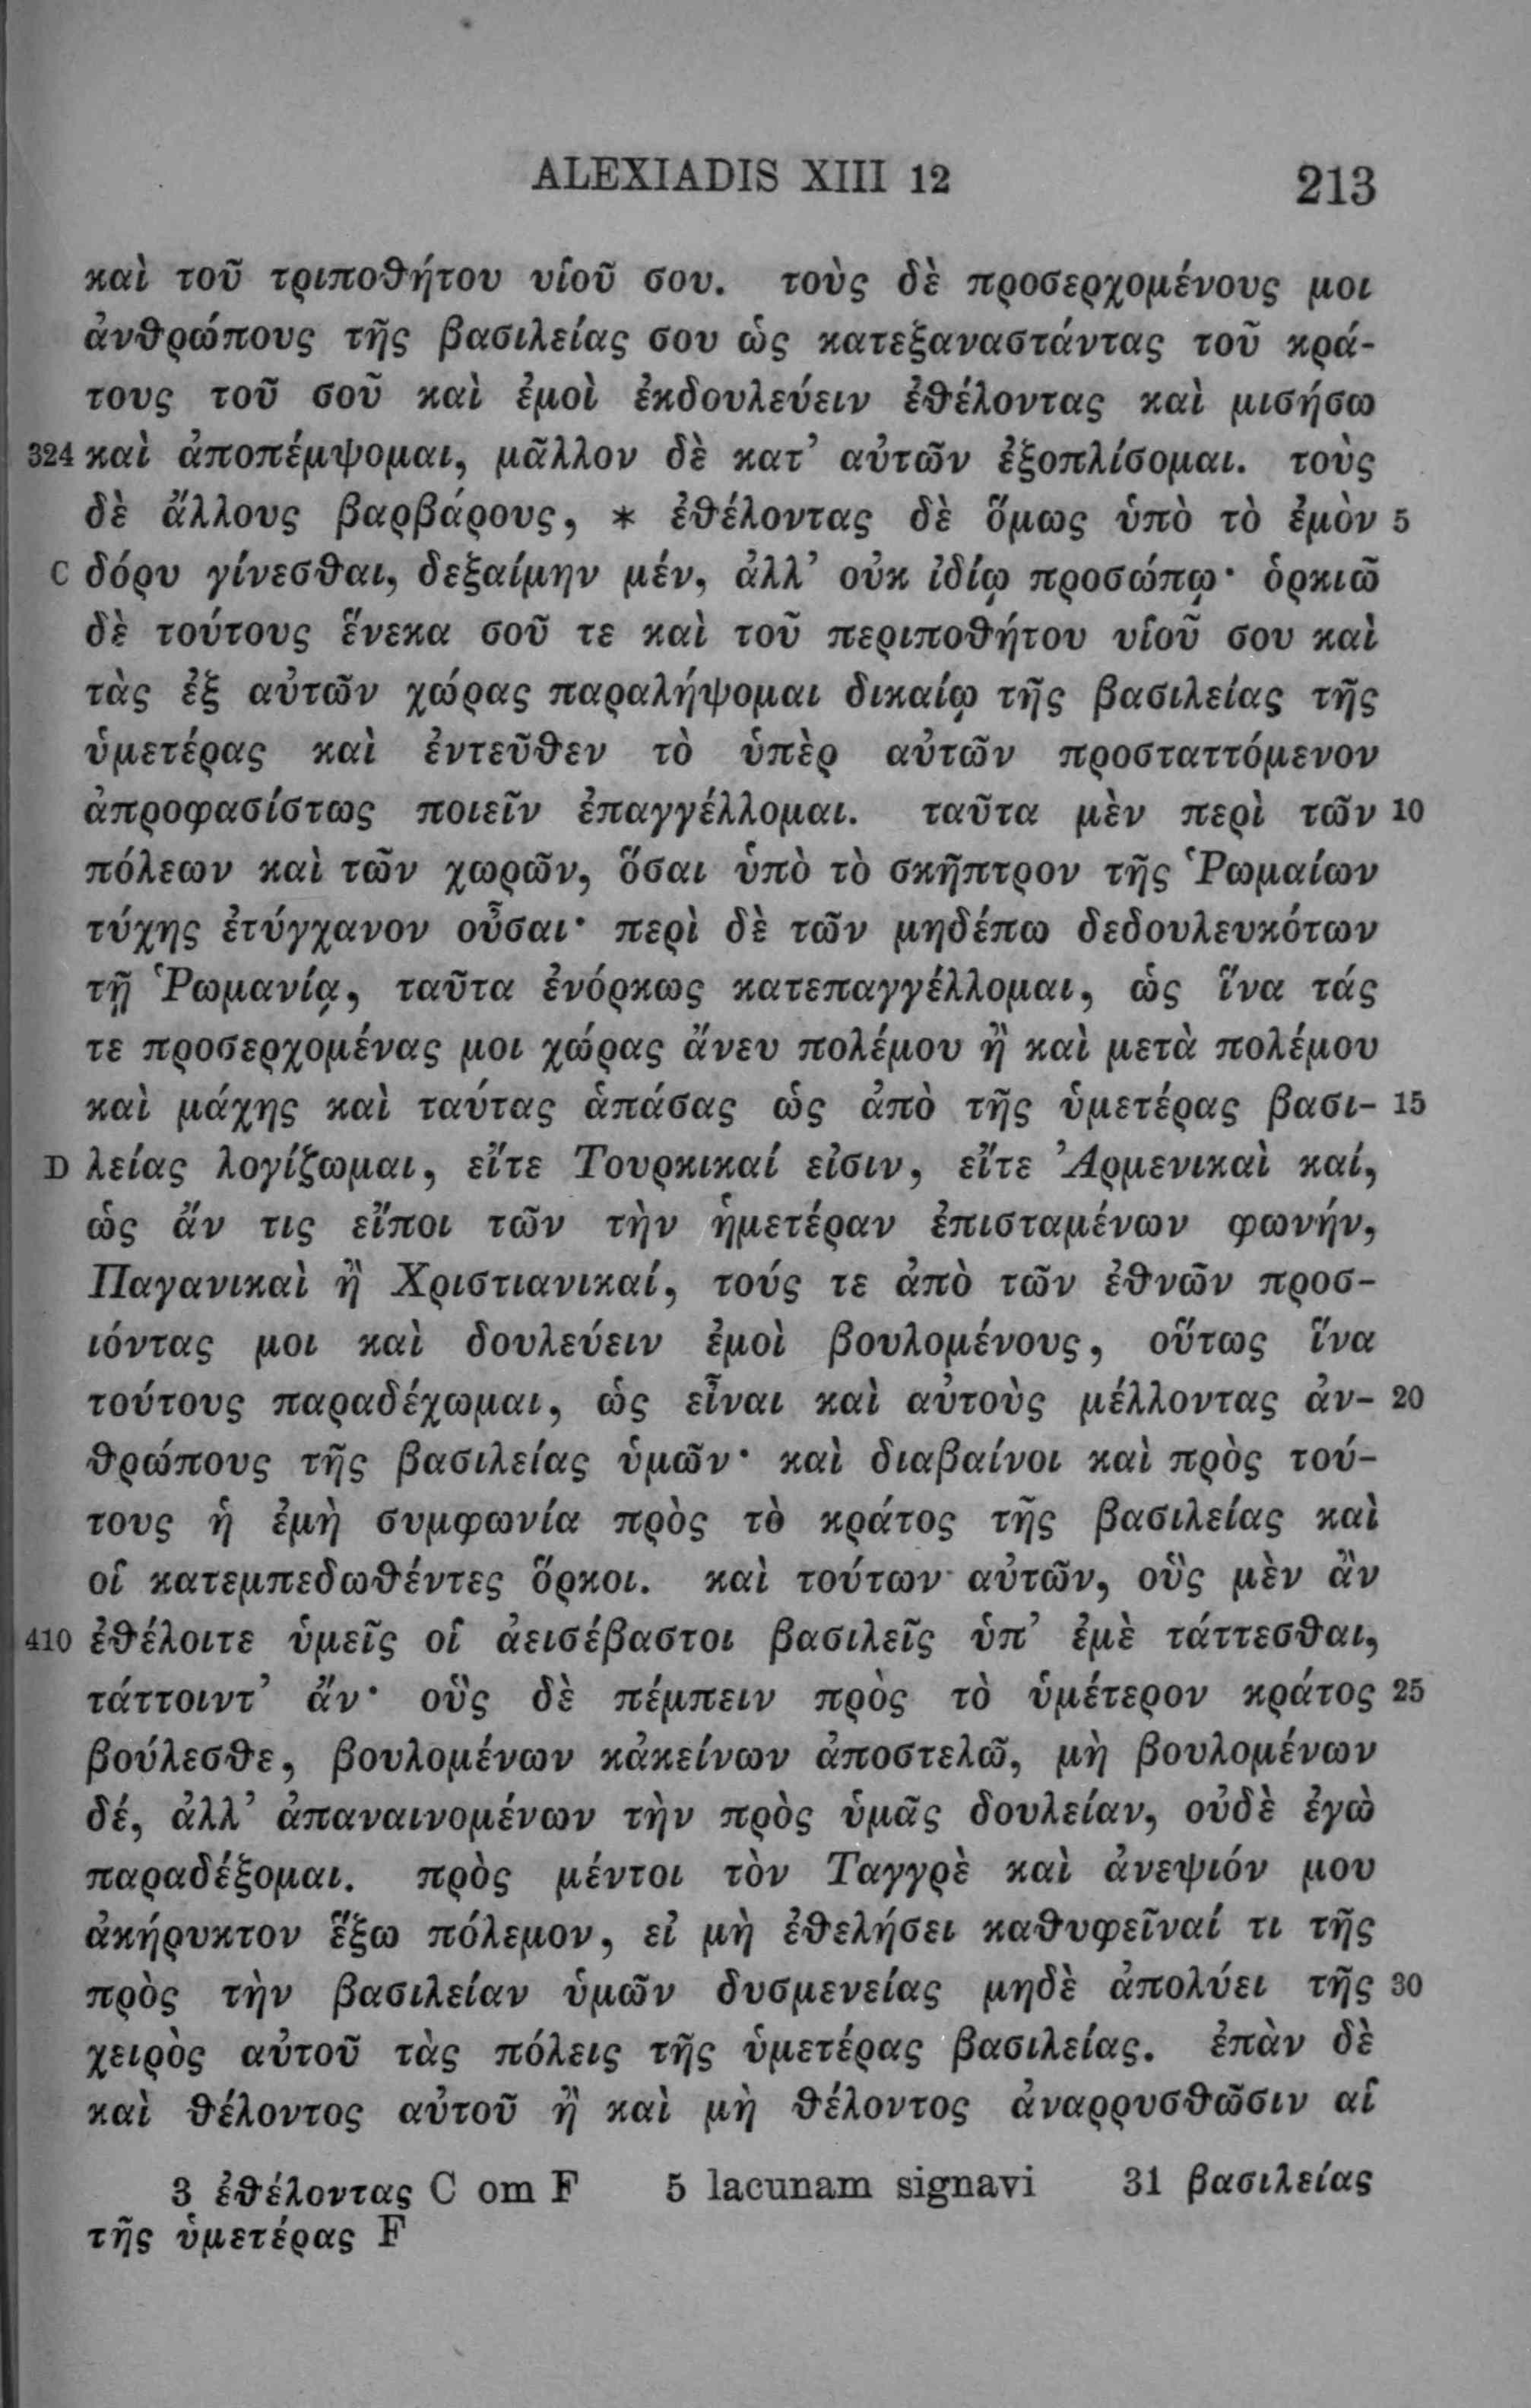 ALEXIADIS XIII 12 213
καὶ τοῦ τριποθήτου υἱοῦ σου. τοὺς δὲ προσερχομένους μοι
ἀνθρώπους τῆς βασιλείας σου ὡς κατεξαναστάντας τοῦ κρά-
τους τοῦ σοῦ καὶ ἐμοὶ ἐκδουλεύειν ἐθέλοντας καὶ μισήσω
324 καὶ ἀποπέμψομαι, μᾶλλον δὲ κατ’ αὐτῶν ἐξοπλίσομαι. τοὺς
δὲ ἄλλους βαρβάρους, * ἐθέλοντας δὲ ὅμως ὑπὸ τὸ ἐμὸν 5
C δόρυ γίνεσθαι, δεξαίμην μέν, ἀλλ’ οὐκ ἰδίῳ προσώπῳ· ὁρκιῶ
δὲ τούτους ἕνεκα σοῦ τε καὶ τοῦ περιποθήτου υἱοῦ σου καὶ
τὰς ἐξ αὐτῶν χώρας παραλήψομαι δικαίῳ τῆς βασιλείας τῆς
ὑμετέρας καὶ ἐντεῦθεν τὸ ὑπὲρ αὐτῶν προσταττόμενον
ἀπροφασίστως ποιεῖν ἐπαγγέλλομαι. ταῦτα μὲν περὶ τῶν 10
πόλεων καὶ τῶν χωρῶν, ὅσαι ὑπὸ τὸ σκῆπτρον τῆς Ῥωμαίων
τύχης ἐτύγχανον οὖσαι· περὶ δὲ τῶν μηδέπω δεδουλευκότων
τῇ Ῥωμανίᾳ, ταῦτα ἐνόρκως κατεπαγγέλλομαι, ὡς ἵνα τάς
τε προσερχομένας μοι χώρας ἄνευ πολέμου ἢ καὶ μετὰ πολέμου
καὶ μάχης καὶ ταύτας ἁπάσας ὡς ἀπὸ τῆς ὑμετέρας βασι- 15
D λείας λογίζωμαι, εἴτε Τουρκικαί εἰσιν, εἴτε Ἀρμενικαὶ καί,
ὡς ἄν τις εἴποι τῶν τὴν ἡμετέραν ἐπισταμένων φωνήν,
Παγανικαὶ ἢ Χριστιανικαί, τούς τε ἀπὸ τῶν ἐθνῶν προσ-
ιόντας μοι καὶ δουλεύειν ἐμοὶ βουλομένους, οὕτως ἵνα
τούτους παραδέχωμαι, ὡς εἶναι καὶ αὐτοὺς μέλλοντας ἀν- 20
θρώπους τῆς βασιλείας ὑμῶν· καὶ διαβαίνοι καὶ πρὸς τού-
τους ἡ ἐμὴ συμφωνία πρὸς τὸ κράτος τῆς βασιλείας καὶ
οἱ κατεμπεδωθέντες ὅρκοι. καὶ τούτων αὐτῶν, οὓς μὲν ἂν
410 ἐθέλοιτε ὑμεῖς οἱ ἀεισέβαστοι βασιλεῖς ὑπ’ ἐμὲ τάττεσθαι,
τάττοιντ’ ἄν· οὓς δὲ πέμπειν πρὸς τὸ ὑμέτερον κράτος 25
βούλεσθε, βουλομένων κἀκείνων ἀποστελῶ, μὴ βουλομένων
δέ, ἀλλ’ ἀπαναινομένων τὴν πρὸς ὑμᾶς δουλείαν, οὐδὲ ἐγὼ
παραδέξομαι. πρὸς μέντοι τὸν Ταγγρὲ καὶ ἀνεψιόν μου
ἀκήρυκτον ἕξω πόλεμον, εἰ μὴ ἐθελήσει καθυφεῖναί τι τῆς
πρὸς τὴν βασιλείαν ὑμῶν δυσμενείας μηδὲ ἀπολύει τῆς 30
χειρὸς αὐτοῦ τὰς πόλεις τῆς ὑμετέρας βασιλείας. ἐπὰν δὲ
καὶ θέλοντος αὐτοῦ ἢ καὶ μὴ θέλοντος ἀναρρυσθῶσιν αἱ
3 ἐθέλοντας C om F 5 lacunam signavi 31 βασιλείας
τῆς ὑμετέρας F